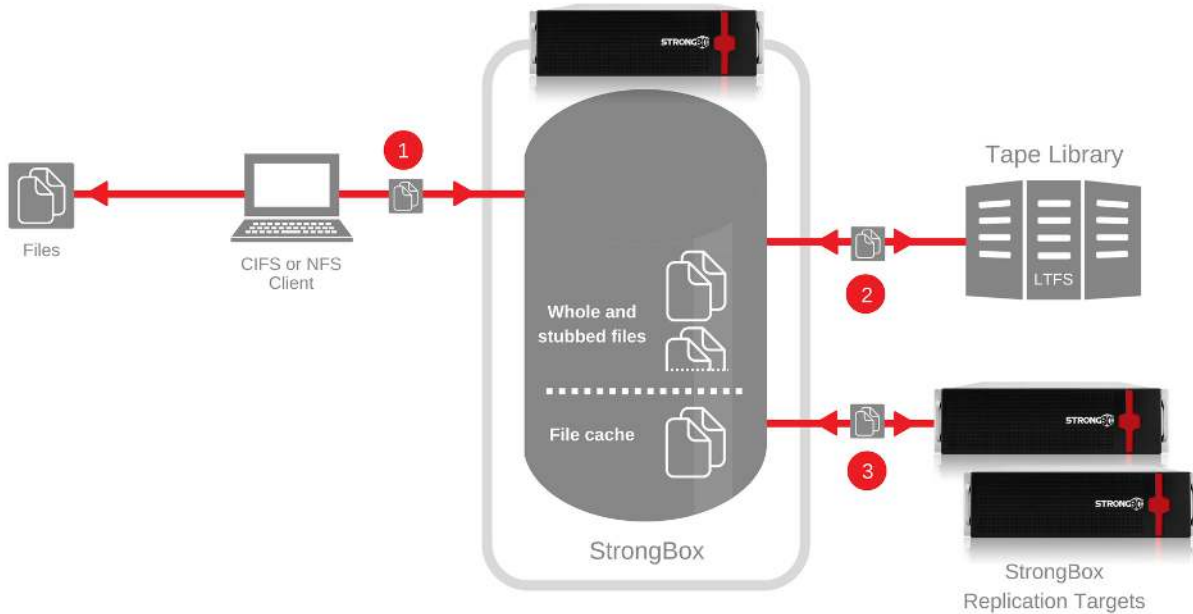 STRONGBOX
1
Tape Library
Files
CIFS or NFS
Client
LTFS
2
Whole and
stubbed files
File cache
STRONGBOX
3
STRONGBOX
StrongBox
StrongBox
Replication Targets